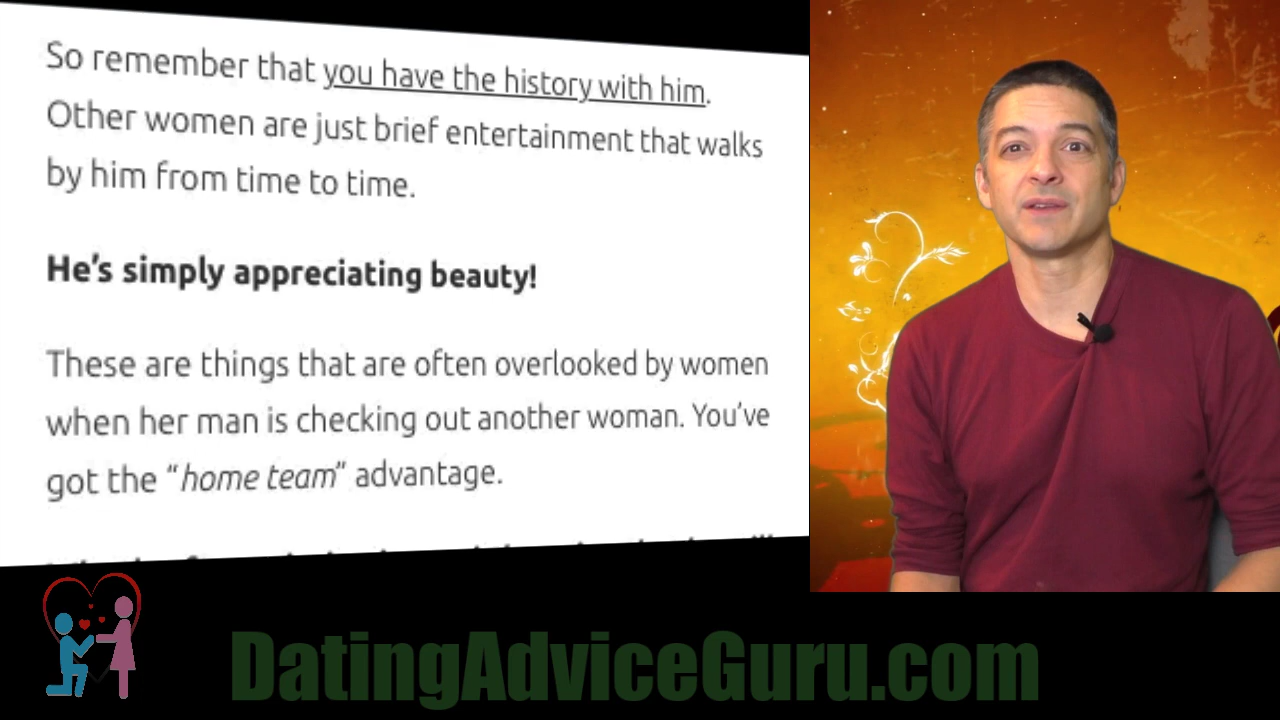 So remember that you have the history with him.
Other women are just brief entertainment that walks
by him from time to time.
He's simply appreciating beauty!
These are things that are often overlooked by women
when her man is checking out another woman. You've
got the “home team” advantage.
DatingAdviceGuru.com